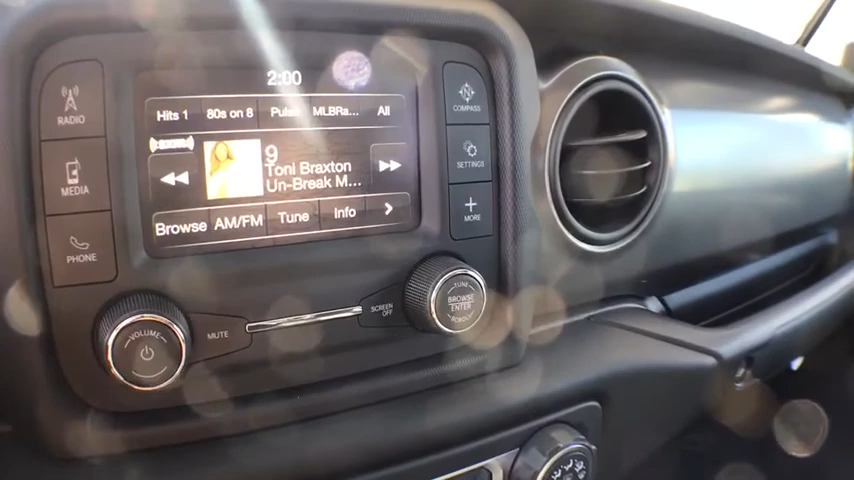 2:00
Hits 1 80s on 8 Pulse MLBRa... All
9
Toni Braxton
Un-Break M...
Browse AM/FM Tune Info
RADIO
MEDIA
PHONE
N
COMPASS
SETTINGS
+
MORE
VOLUME
MUTE
SCREEN
OFF
TUNE
BROWSE
ENTER
SCROLL